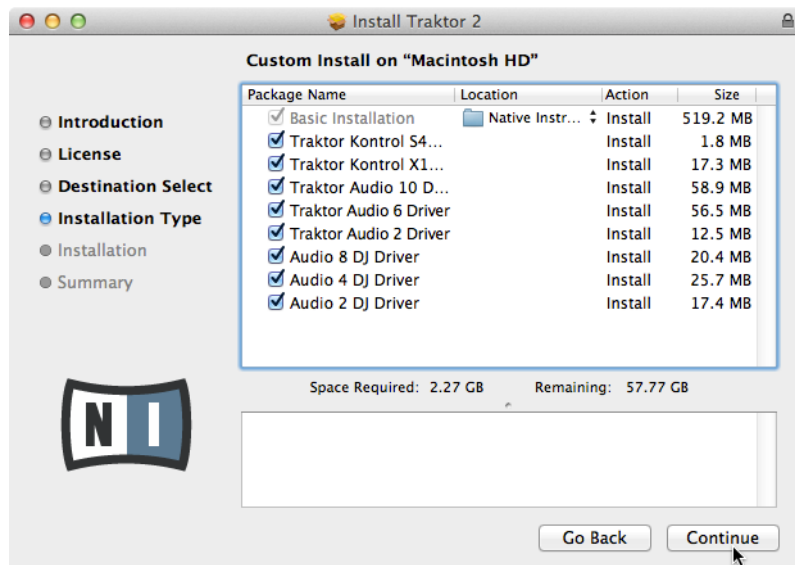 Install Traktor 2
Custom Install on “Macintosh HD”
Package Name Location Action Size
Basic Installation Native Instr... Install 519.2 MB
Traktor Kontrol S4... Install 1.8 MB
Traktor Kontrol X1... Install 17.3 MB
Traktor Audio 10 D... Install 58.9 MB
Traktor Audio 6 Driver Install 56.5 MB
Traktor Audio 2 Driver Install 12.5 MB
Audio 8 DJ Driver Install 20.4 MB
Audio 4 DJ Driver Install 25.7 MB
Audio 2 DJ Driver Install 17.4 MB
Introduction
License
Destination Select
Installation Type
Installation
Summary
Space Required: 2.27 GB Remaining: 57.77 GB
N I
Go Back Continue